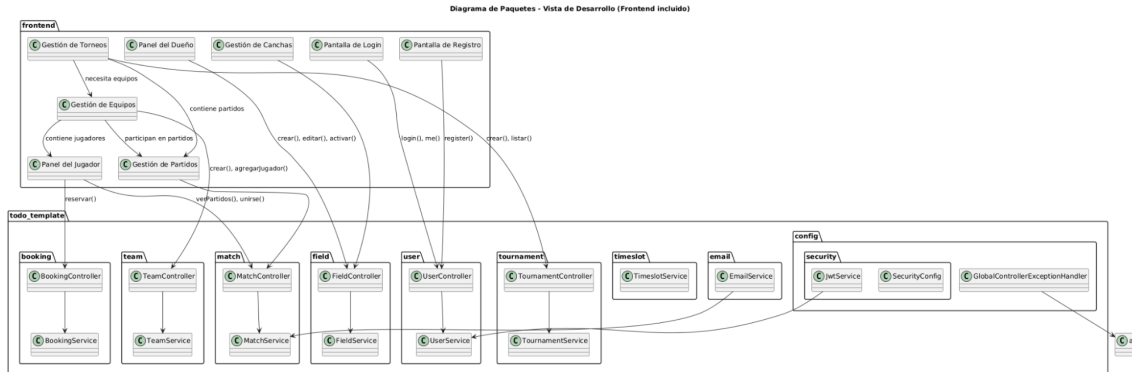 Diagrama de Paquetes - Vista de Desarrollo (Frontend incluido)
frontend
C Gestión de Torneos
C Panel del Dueño
C Gestión de Canchas
C Pantalla de Login
C Pantalla de Registro
necesita equipos
C Gestión de Equipos
contiene partidos
contiene jugadores
participan en partidos
crear(), editar(), activar()
login(), me()
register()
crear(), listar()
C Panel del Jugador
C Gestión de Partidos
crear(), agregarJugador()
reservar()
verPartidos(), unirse()
todo_template
config
booking
team
match
field
user
tournament
timeslot
email
security
C BookingController
C TeamController
C MatchController
C FieldController
C UserController
C TournamentController
C TimeslotService
C EmailService
C JwtService
C SecurityConfig
C GlobalControllerExceptionHandler
C BookingService
C TeamService
C MatchService
C FieldService
C UserService
C TournamentService
C